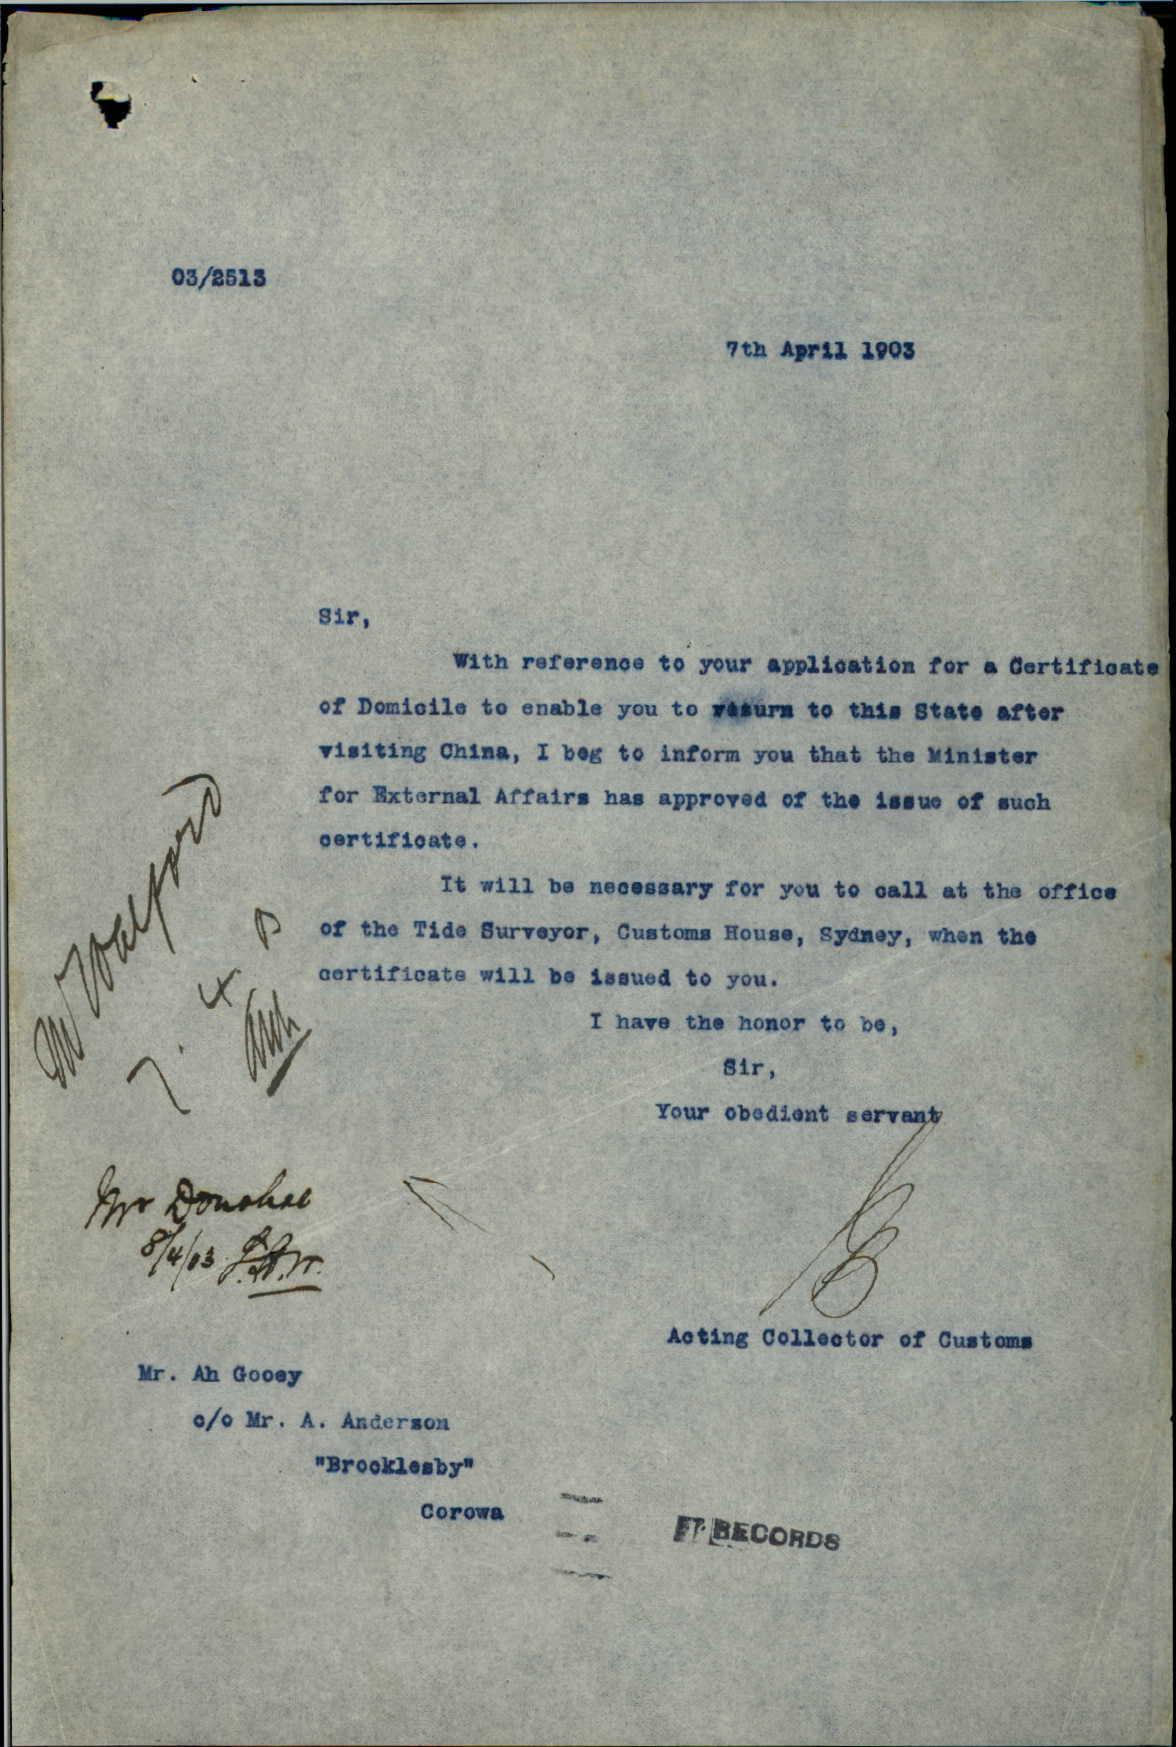 03/2513
7th April 1903
Sir,
With reference to your application for a Certificate
of Domicile to enable you to return to this State after
visiting China, I beg to inform you that the Minister
for External Affairs has approved of the issue of such
certificate.
It will be necessary for you to call at the office
of the Tide Surveyor, Customs House, Sydney, when the
certificate will be issued to you.
I have the honor to be,
Sir,
Your obedient servant
Acting Collector of Customs
Mr Walford
7. 4
Mr Donohoe
8/4/03
Mr. Ah Gooey
c/o Mr. A. Anderson
"Brocklesby"
Corowa
RECORDS